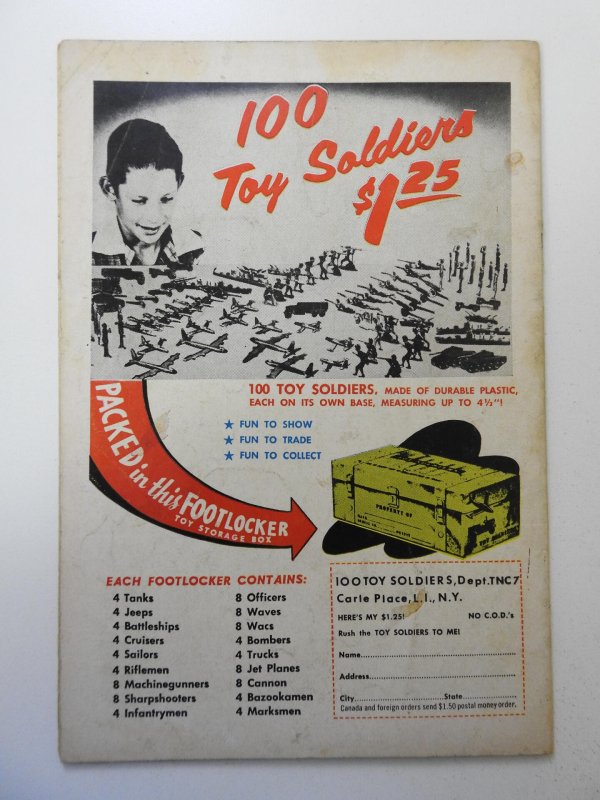 100
Toy Soldiers
$1.25
100 TOY SOLDIERS, MADE OF DURABLE PLASTIC,
EACH ON ITS OWN BASE, MEASURING UP TO 4½"!
★ FUN TO SHOW
★ FUN TO TRADE
★ FUN TO COLLECT
PACKED in this FOOTLOCKER
TOY STORAGE BOX
PROPERTY OF
EACH FOOTLOCKER CONTAINS:
4 Tanks
4 Jeeps
4 Battleships
4 Cruisers
4 Sailors
4 Riflemen
8 Machinegunners
8 Sharpshooters
4 Infantrymen
8 Officers
8 Waves
8 Wacs
4 Bombers
4 Trucks
8 Jet Planes
8 Cannon
4 Bazookamen
4 Marksmen
100 TOY SOLDIERS, Dept. TNC7
Carle Place, L.I., N.Y.
HERE'S MY $1.25! NO C.O.D.'s
Rush the TOY SOLDIERS TO ME!
Name
Address
City State
Canada and foreign orders send $1.50 postal money order.